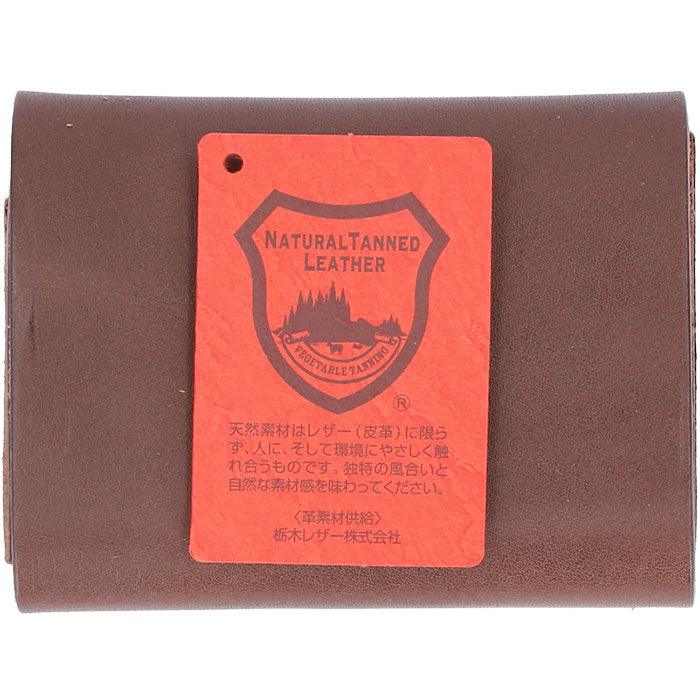 NATURALTANNED
LEATHER
VEGETABLE TANNING
®
天然素材はレザー（皮革）に限ら
ず、人に、そして環境にやさしく触
れ合うものです。独特の風合いと
自然な素材感を味わってください。
〈革素材供給〉
栃木レザー株式会社